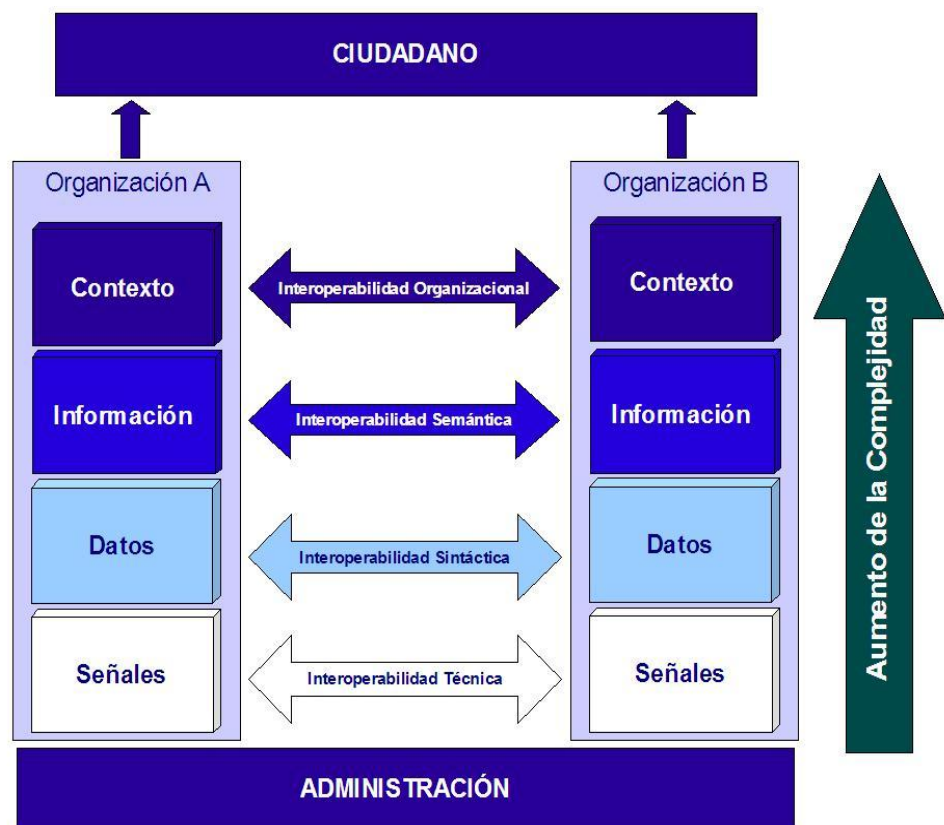 CIUDADANO
Organización A
Organización B
Contexto
Interoperabilidad Organizacional
Contexto
Información
Interoperabilidad Semántica
Información
Datos
Interoperabilidad Sintáctica
Datos
Señales
Interoperabilidad Técnica
Señales
Aumento de la Complejidad
ADMINISTRACIÓN